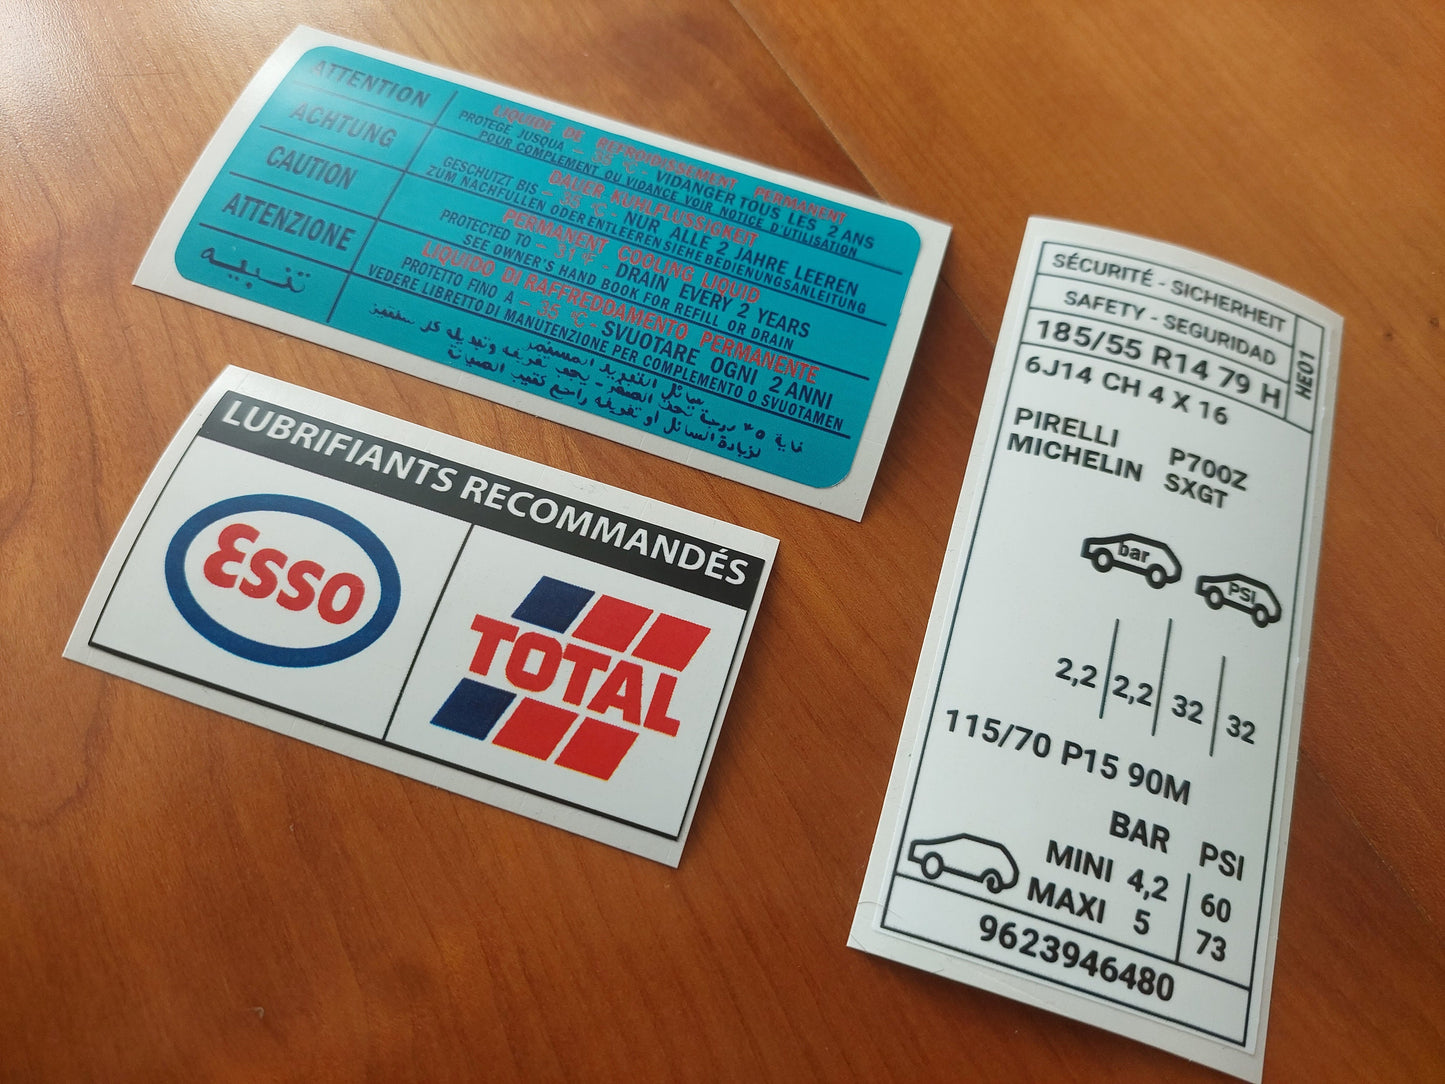 ATTENTION
LIQUIDE DE REFROIDISSEMENT PERMANENT
PROTEGE JUSQUA - 35 °C - VIDANGER TOUS LES 2 ANS
POUR COMPLEMENT OU VIDANGE VOIR NOTICE D'UTILISATION
ACHTUNG
DAUER KUHLFLUSSIGKEIT
GESCHUTZT BIS - 35 °C - NUR ALLE 2 JAHRE LEEREN
ZUM NACHFULLEN ODER ENTLEEREN SIEHE BEDIENUNGSANLEITUNG
CAUTION
PERMANENT COOLING LIQUID
PROTECTED TO - 31°F - DRAIN EVERY 2 YEARS
SEE OWNER'S HAND BOOK FOR REFILL OR DRAIN
ATTENZIONE
LIQUIDO DI RAFFREDDAMENTO PERMANENTE
PROTETTO FINO A - 35 °C - SVUOTARE OGNI 2 ANNI
VEDERE LIBRETTO DI MANUTENZIONE PER COMPLEMENTO O SVUOTAMEN
تنبيه
سائل التبريد المستمر
LUBRIFIANTS RECOMMANDÉS
Esso
TOTAL
SÉCURITÉ - SICHERHEIT
SAFETY - SEGURIDAD
HEO1
185/55 R14 79 H
6J14 CH 4 X 16
PIRELLI P700Z
MICHELIN SXGT
bar
PSI
2,2 2,2 32 32
115/70 P15 90M
BAR PSI
MINI 4,2 60
MAXI 5 73
9623946480